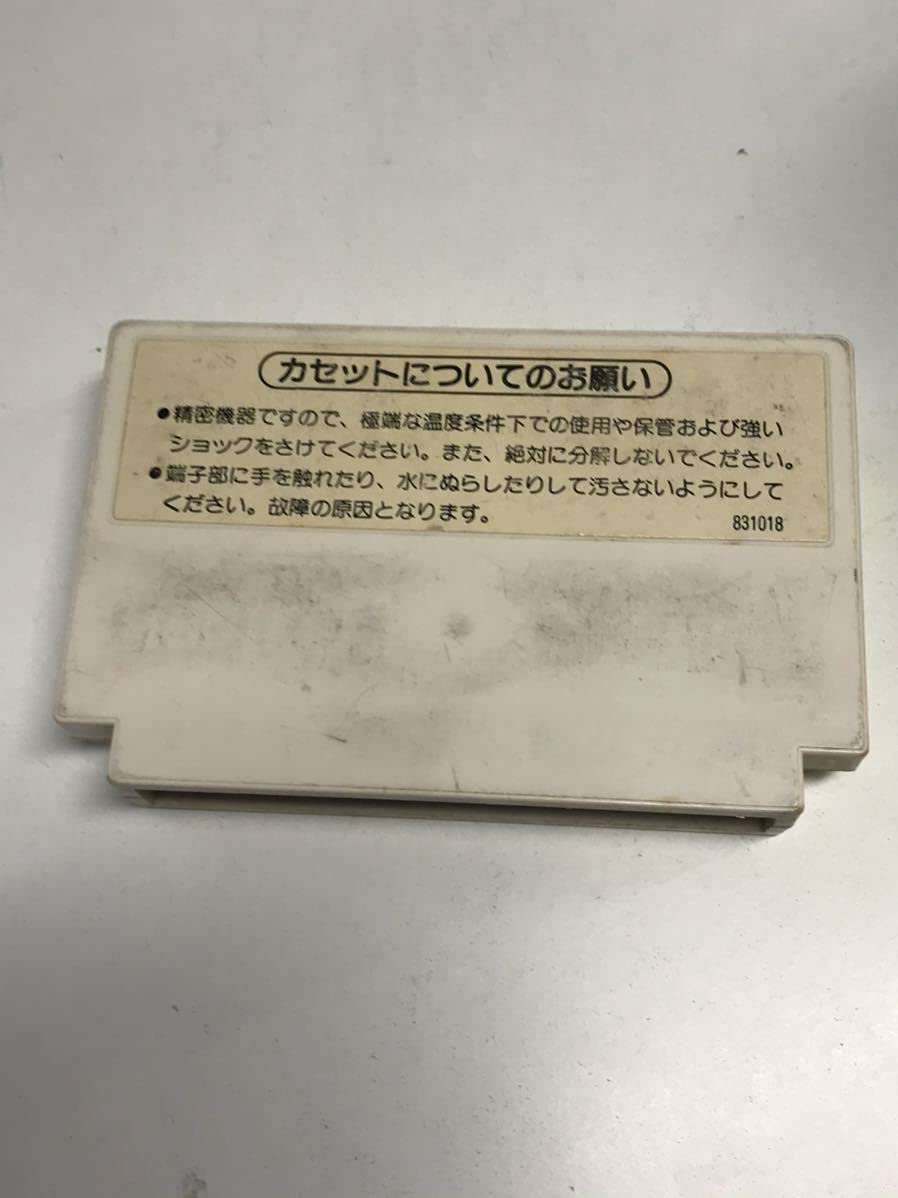 カセットについてのお願い
●精密機器ですので、極端な温度条件下での使用や保管および強い
ショックをさけてください。また、絶対に分解しないでください。
●端子部に手を触れたり、水にぬらしたりして汚さないようにして
ください。故障の原因となります。
831018